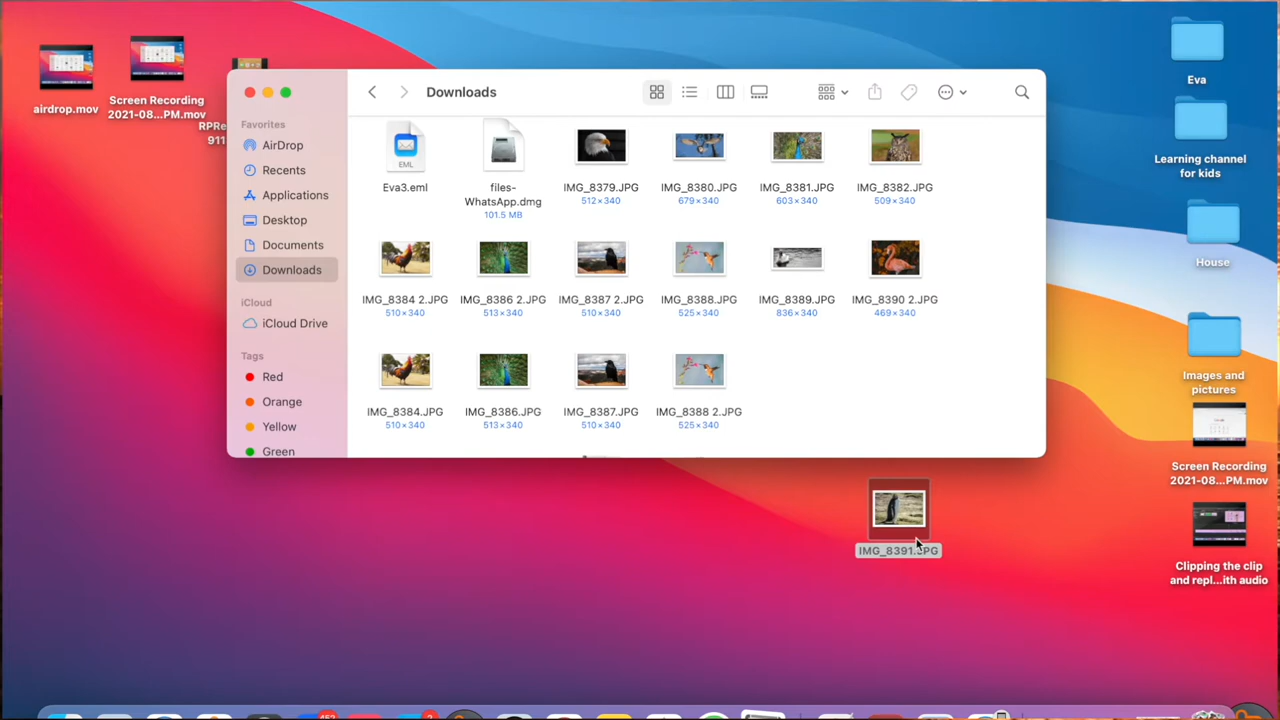 airdrop.mov
Screen Recording
2021-08...PM.mov
RPRe
911
Downloads
Favorites
AirDrop
Recents
Applications
Desktop
Documents
Downloads
iCloud
iCloud Drive
Tags
Red
Orange
Yellow
Green
EML
Eva3.eml
files-
WhatsApp.dmg
101.5 MB
IMG_8379.JPG
512×340
IMG_8380.JPG
679×340
IMG_8381.JPG
603×340
IMG_8382.JPG
509×340
IMG_8384 2.JPG
510×340
IMG_8386 2.JPG
513×340
IMG_8387 2.JPG
510×340
IMG_8388.JPG
525×340
IMG_8389.JPG
836×340
IMG_8390 2.JPG
469×340
IMG_8384.JPG
510×340
IMG_8386.JPG
513×340
IMG_8387.JPG
510×340
IMG_8388 2.JPG
525×340
IMG_8391.JPG
Eva
Learning channel
for kids
House
Images and
pictures
Screen Recording
2021-08...PM.mov
Clipping the clip
and repl...ith audio